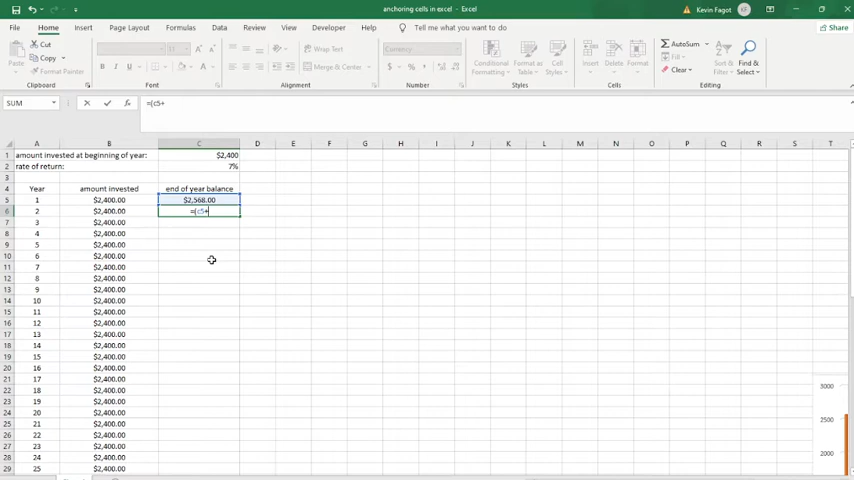 anchoring cells in excel - Excel
Kevin Fagot KF
File Home Insert Page Layout Formulas Data Review View Developer Help Tell me what you want to do Share
Cut
Copy
Format Painter
Paste
Clipboard
B I U
Font
Wrap Text
Merge & Center
Alignment
Currency
$ % ,
Number
Conditional Formatting
Format as Table
Cell Styles
Styles
Insert Delete Format
Cells
AutoSum
Clear
Sort & Filter
Find & Select
Editing
SUM =(c5+
A B C D E F G H I J K L M N O P Q R S T
1 amount invested at beginning of year: $2,400
2 rate of return: 7%
3
4 Year amount invested end of year balance
5 1 $2,400.00 $2,568.00
6 2 $2,400.00 =(c5+
7 3 $2,400.00
8 4 $2,400.00
9 5 $2,400.00
10 6 $2,400.00
11 7 $2,400.00
12 8 $2,400.00
13 9 $2,400.00
14 10 $2,400.00
15 11 $2,400.00
16 12 $2,400.00
17 13 $2,400.00
18 14 $2,400.00
19 15 $2,400.00
20 16 $2,400.00
21 17 $2,400.00
22 18 $2,400.00
23 19 $2,400.00
24 20 $2,400.00
25 21 $2,400.00
26 22 $2,400.00
27 23 $2,400.00
28 24 $2,400.00
29 25 $2,400.00
3000
2500
2000